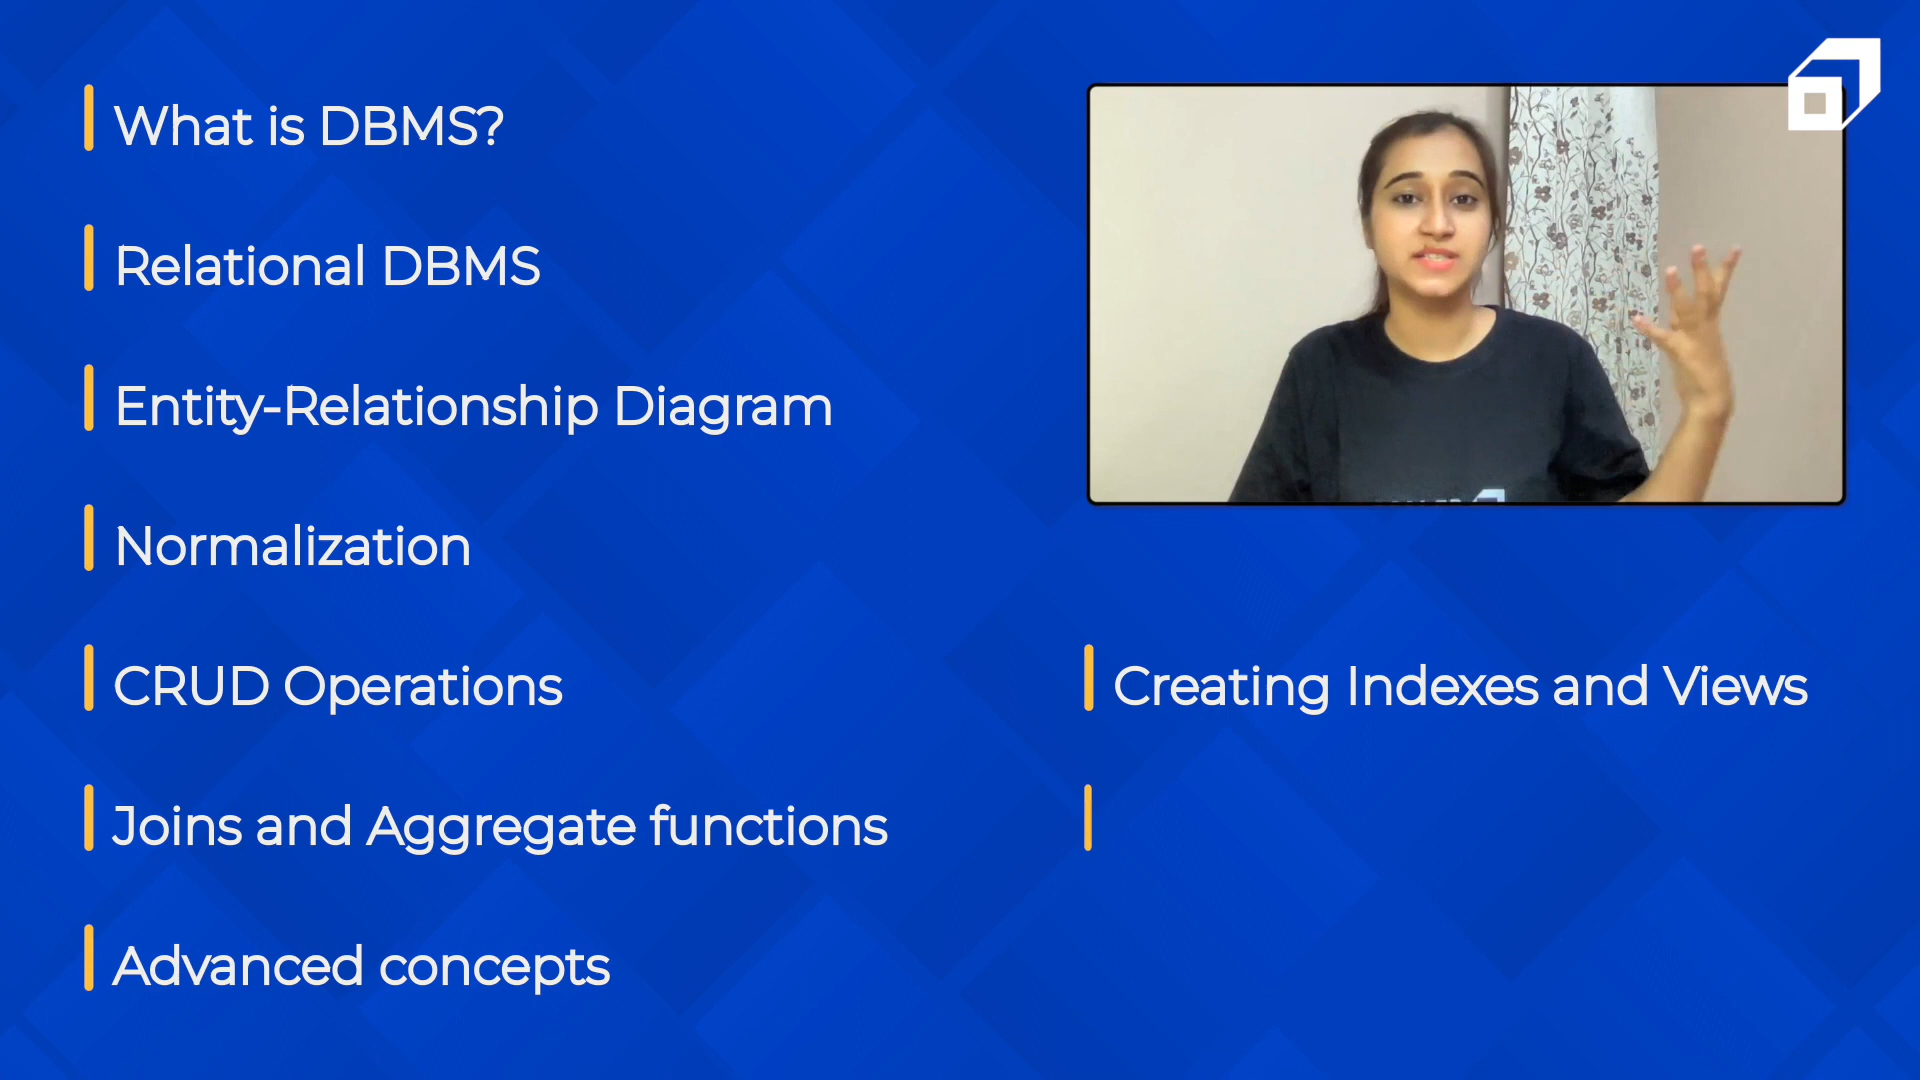 What is DBMS?
Relational DBMS
Entity-Relationship Diagram
Normalization
CRUD Operations
Joins and Aggregate functions
Advanced concepts
Creating Indexes and Views